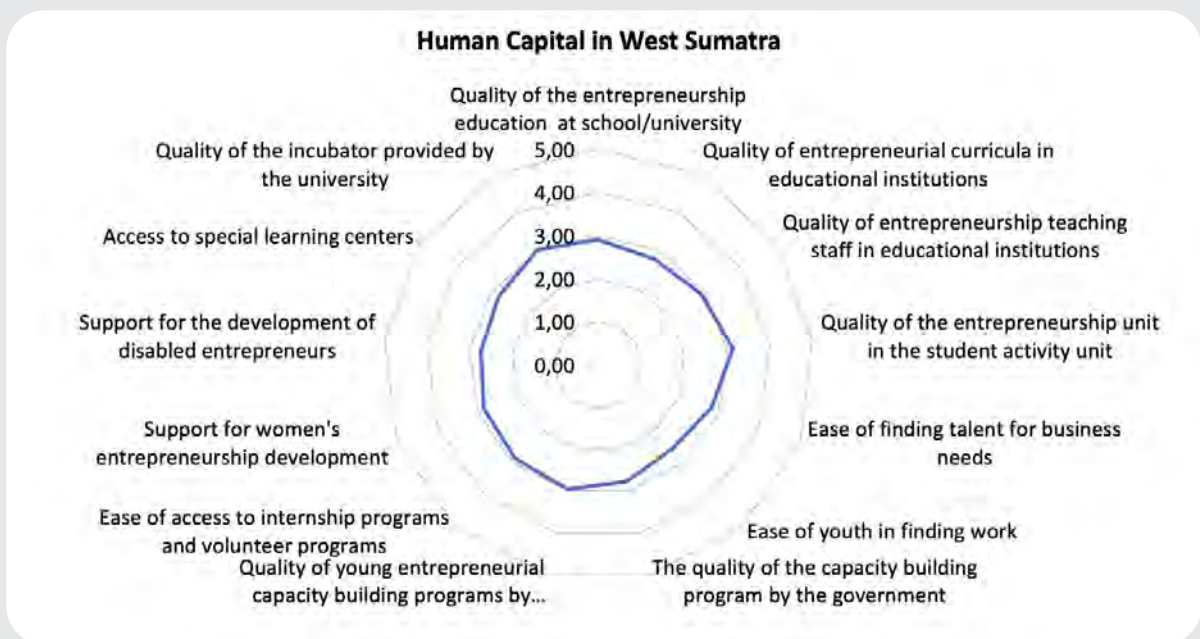 Human Capital in West Sumatra
Quality of the entrepreneurship
education at school/university
Quality of the incubator provided by
the university
5,00
Quality of entrepreneurial curricula in
educational institutions
4,00
Access to special learning centers
3,00
Quality of entrepreneurship teaching
staff in educational institutions
2,00
Support for the development of
disabled entrepreneurs
1,00
Quality of the entrepreneurship unit
in the student activity unit
0,00
Support for women's
entrepreneurship development
Ease of finding talent for business
needs
Ease of access to internship programs
and volunteer programs
Ease of youth in finding work
Quality of young entrepreneurial
capacity building programs by...
The quality of the capacity building
program by the government